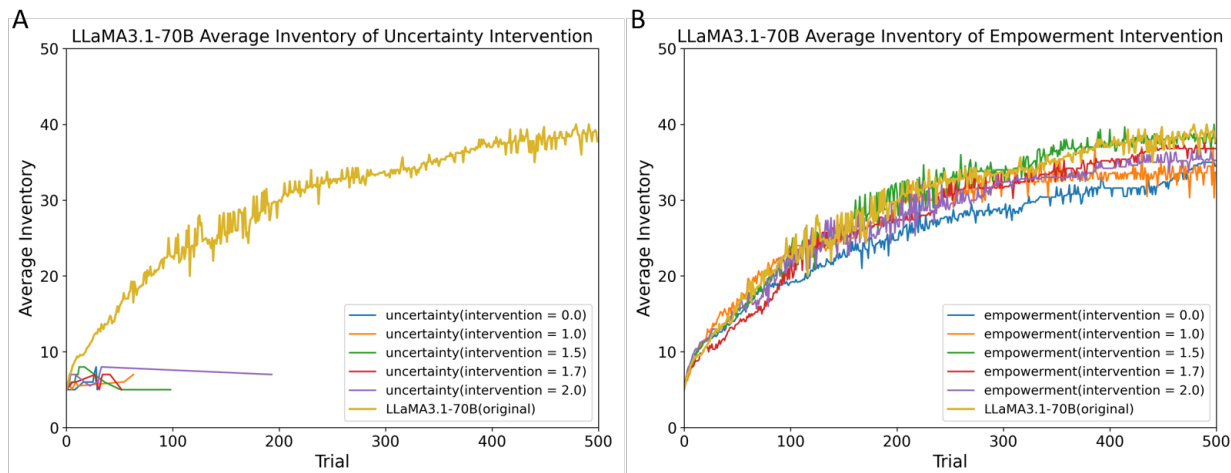 A
LLaMA3.1-70B Average Inventory of Uncertainty Intervention
50
40
30
20
10
0
Average Inventory
0 100 200 300 400 500
Trial
uncertainty(intervention = 0.0)
uncertainty(intervention = 1.0)
uncertainty(intervention = 1.5)
uncertainty(intervention = 1.7)
uncertainty(intervention = 2.0)
LLaMA3.1-70B(original)
B
LLaMA3.1-70B Average Inventory of Empowerment Intervention
50
40
30
20
10
0
Average Inventory
0 100 200 300 400 500
Trial
empowerment(intervention = 0.0)
empowerment(intervention = 1.0)
empowerment(intervention = 1.5)
empowerment(intervention = 1.7)
empowerment(intervention = 2.0)
LLaMA3.1-70B(original)